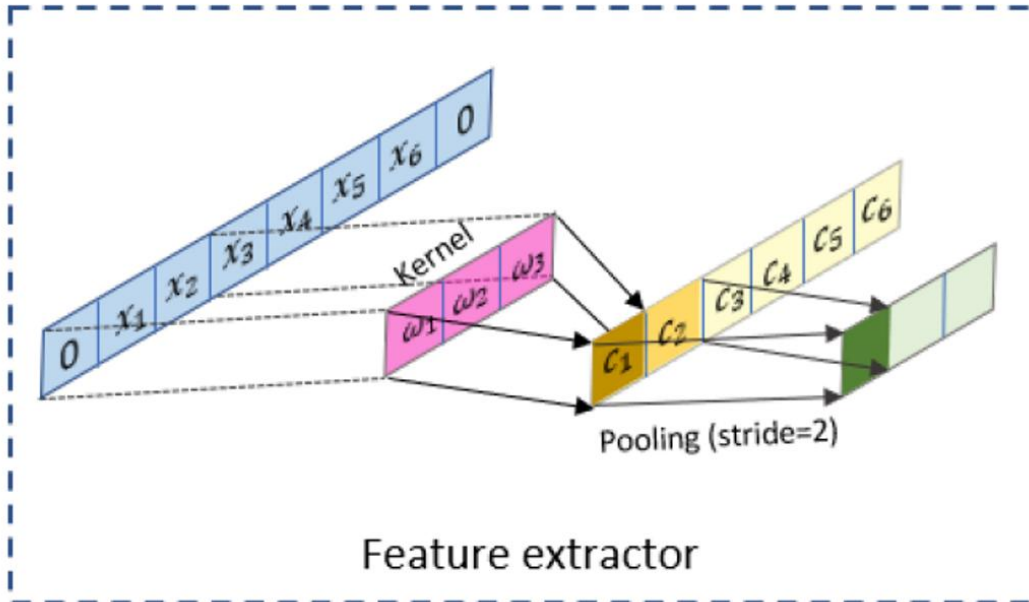 0 x₁ x₂ x₃ x₄ x₅ x₆ 0
Kernel
ω₁ ω₂ ω₃
C₁ C₂ C₃ C₄ C₅ C₆
Pooling (stride=2)
Feature extractor